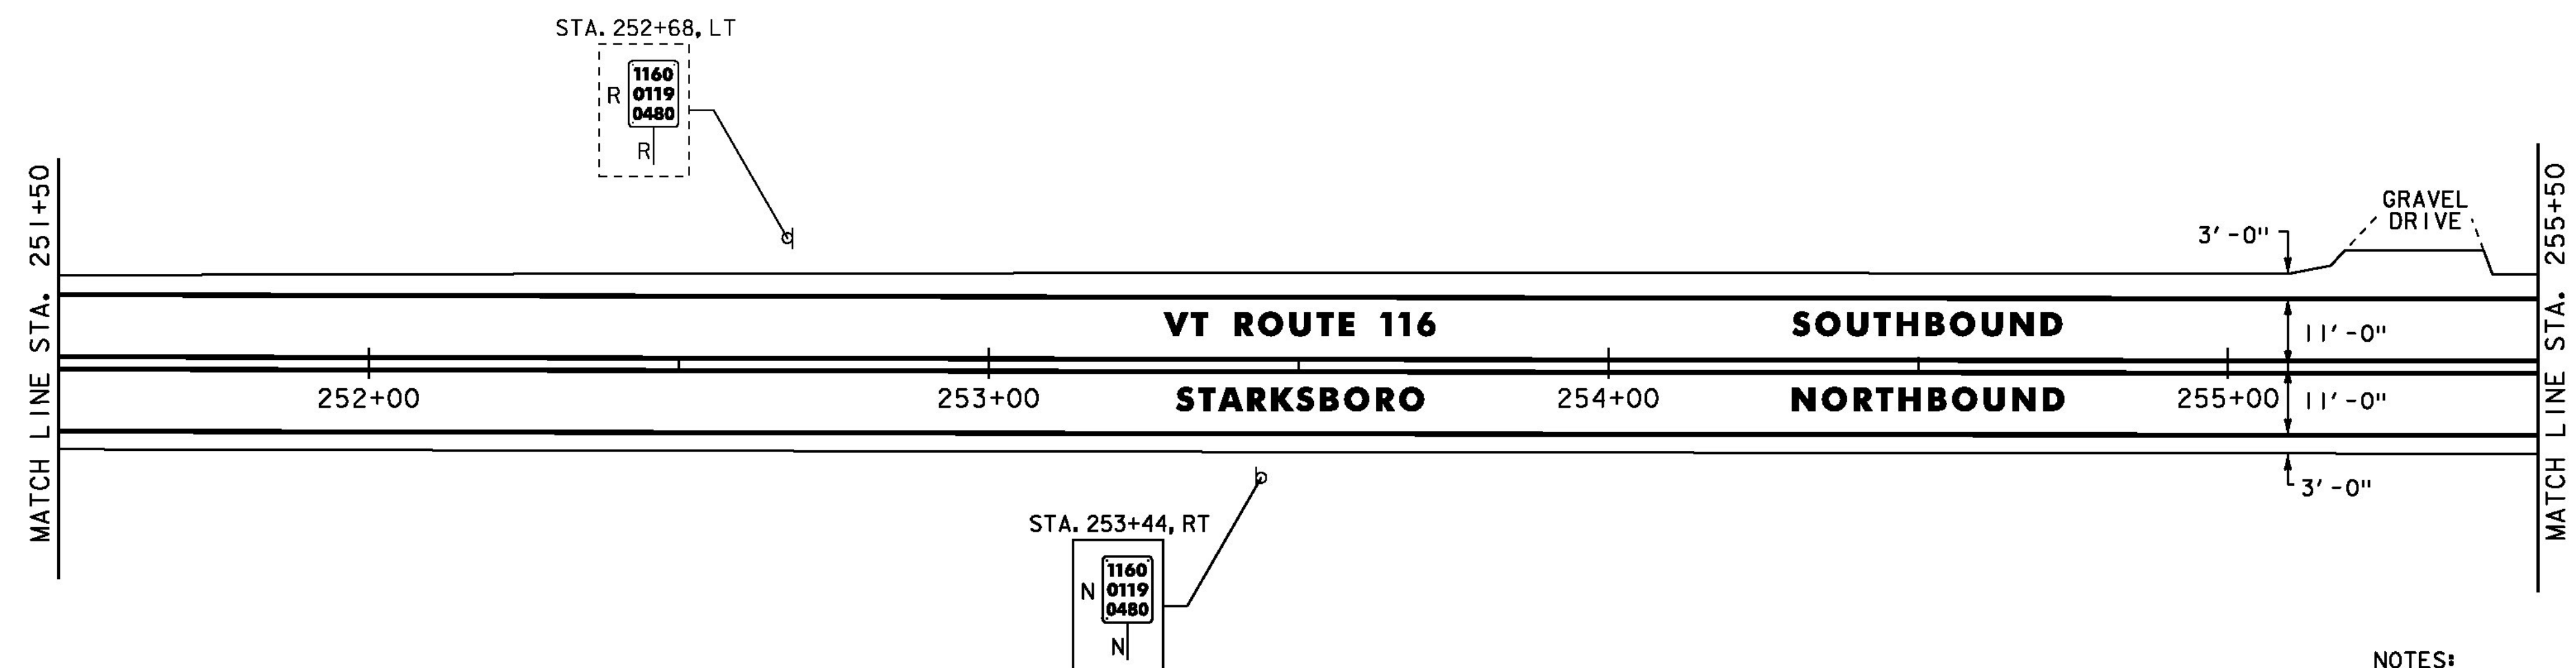 STA. 252+68, LT
1160
R 0119
0480
R
MATCH LINE STA. 251+50
GRAVEL
DRIVE
3'-0"
MATCH LINE STA. 255+50
VT ROUTE 116 SOUTHBOUND
11'-0"
252+00 253+00 STARKSBORO 254+00 NORTHBOUND 255+00 11'-0"
3'-0"
STA. 253+44, RT
1160
N 0119
0480
N
NOTES: